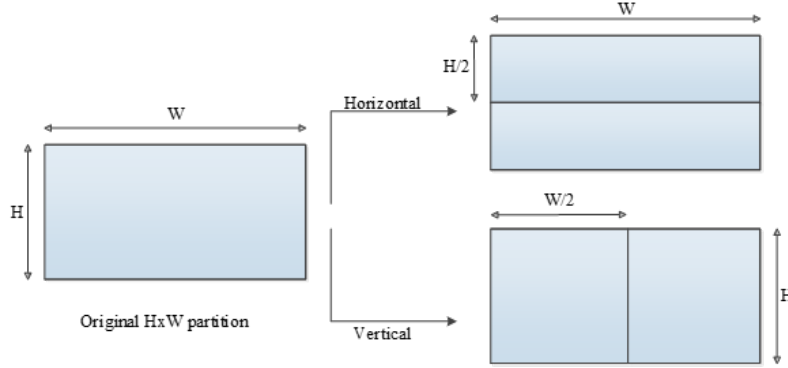 W
H
Original HxW partition
Horizontal
Vertical
W
H/2
W/2
H